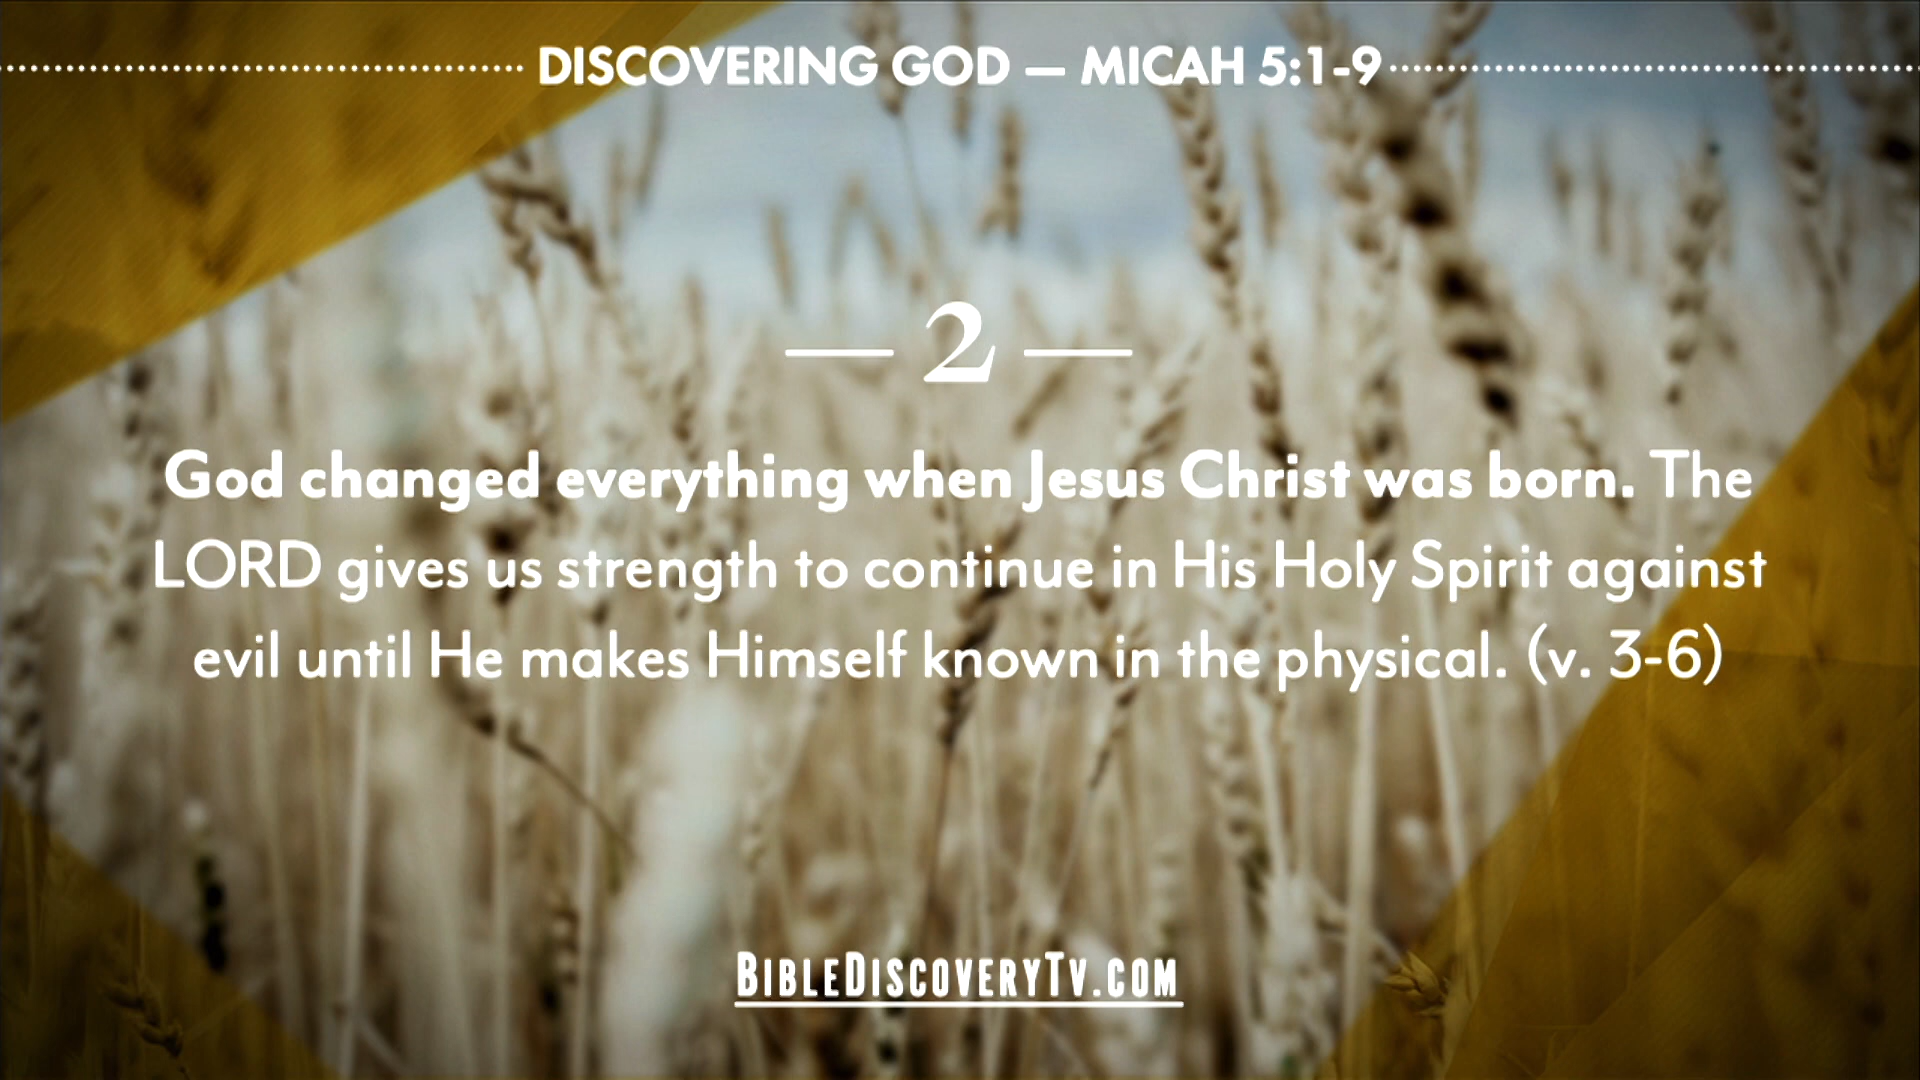 DISCOVERING GOD — MICAH 5:1-9
— 2 —
God changed everything when Jesus Christ was born. The
LORD gives us strength to continue in His Holy Spirit against
evil until He makes Himself known in the physical. (v. 3-6)
BIBLEDISCOVERYTV.COM